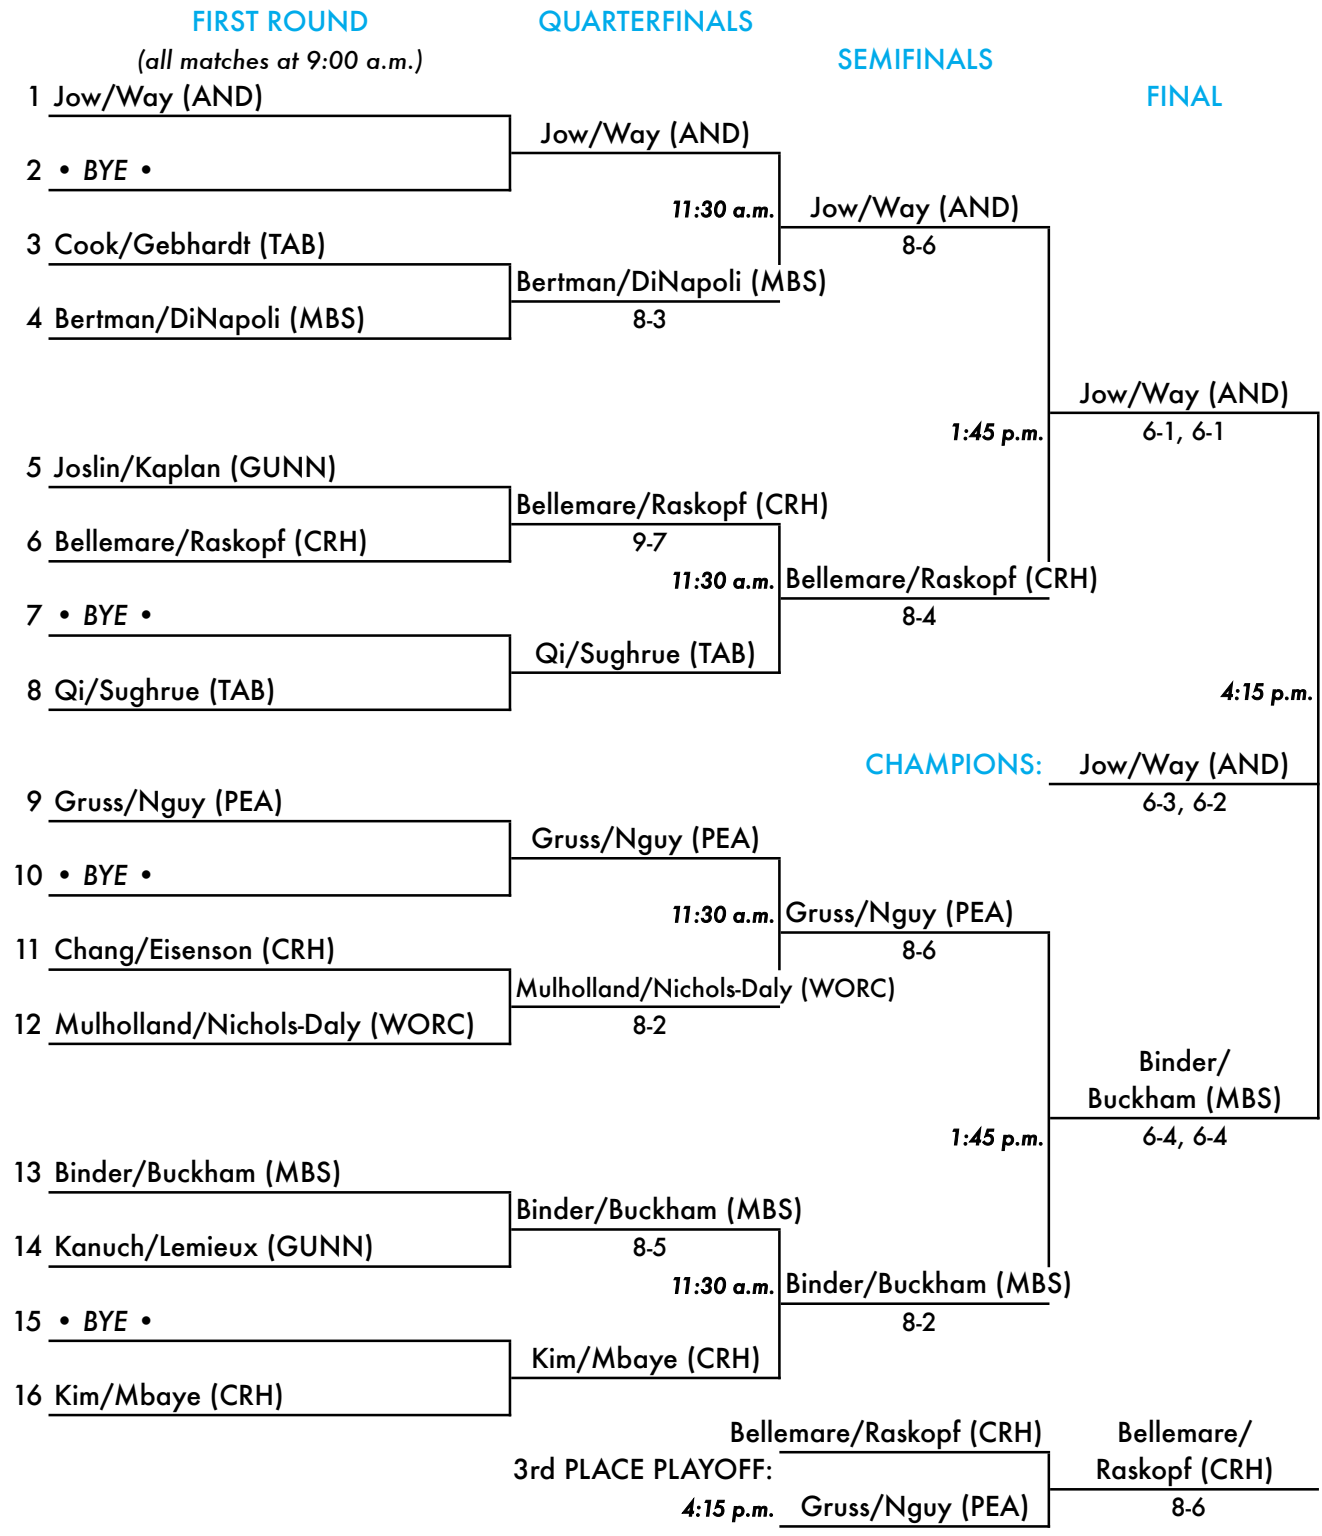 FIRST ROUND
QUARTERFINALS
(all matches at 9:00 a.m.)
SEMIFINALS
FINAL
1 Jow/Way (AND)
Jow/Way (AND)
2 • BYE •
11:30 a.m.
Jow/Way (AND)
8-6
3 Cook/Gebhardt (TAB)
Bertman/DiNapoli (MBS)
8-3
4 Bertman/DiNapoli (MBS)
Jow/Way (AND)
6-1, 6-1
1:45 p.m.
5 Joslin/Kaplan (GUNN)
Bellemare/Raskopf (CRH)
9-7
6 Bellemare/Raskopf (CRH)
11:30 a.m.
Bellemare/Raskopf (CRH)
8-4
7 • BYE •
Qi/Sughrue (TAB)
8 Qi/Sughrue (TAB)
4:15 p.m.
CHAMPIONS:
Jow/Way (AND)
6-3, 6-2
9 Gruss/Nguy (PEA)
Gruss/Nguy (PEA)
10 • BYE •
11:30 a.m.
Gruss/Nguy (PEA)
8-6
11 Chang/Eisenson (CRH)
Mulholland/Nichols-Daly (WORC)
8-2
12 Mulholland/Nichols-Daly (WORC)
Binder/
Buckham (MBS)
6-4, 6-4
1:45 p.m.
13 Binder/Buckham (MBS)
Binder/Buckham (MBS)
8-5
14 Kanuch/Lemieux (GUNN)
11:30 a.m.
Binder/Buckham (MBS)
8-2
15 • BYE •
Kim/Mbaye (CRH)
16 Kim/Mbaye (CRH)
Bellemare/Raskopf (CRH)
Bellemare/
3rd PLACE PLAYOFF:
Raskopf (CRH)
4:15 p.m.
Gruss/Nguy (PEA)
8-6